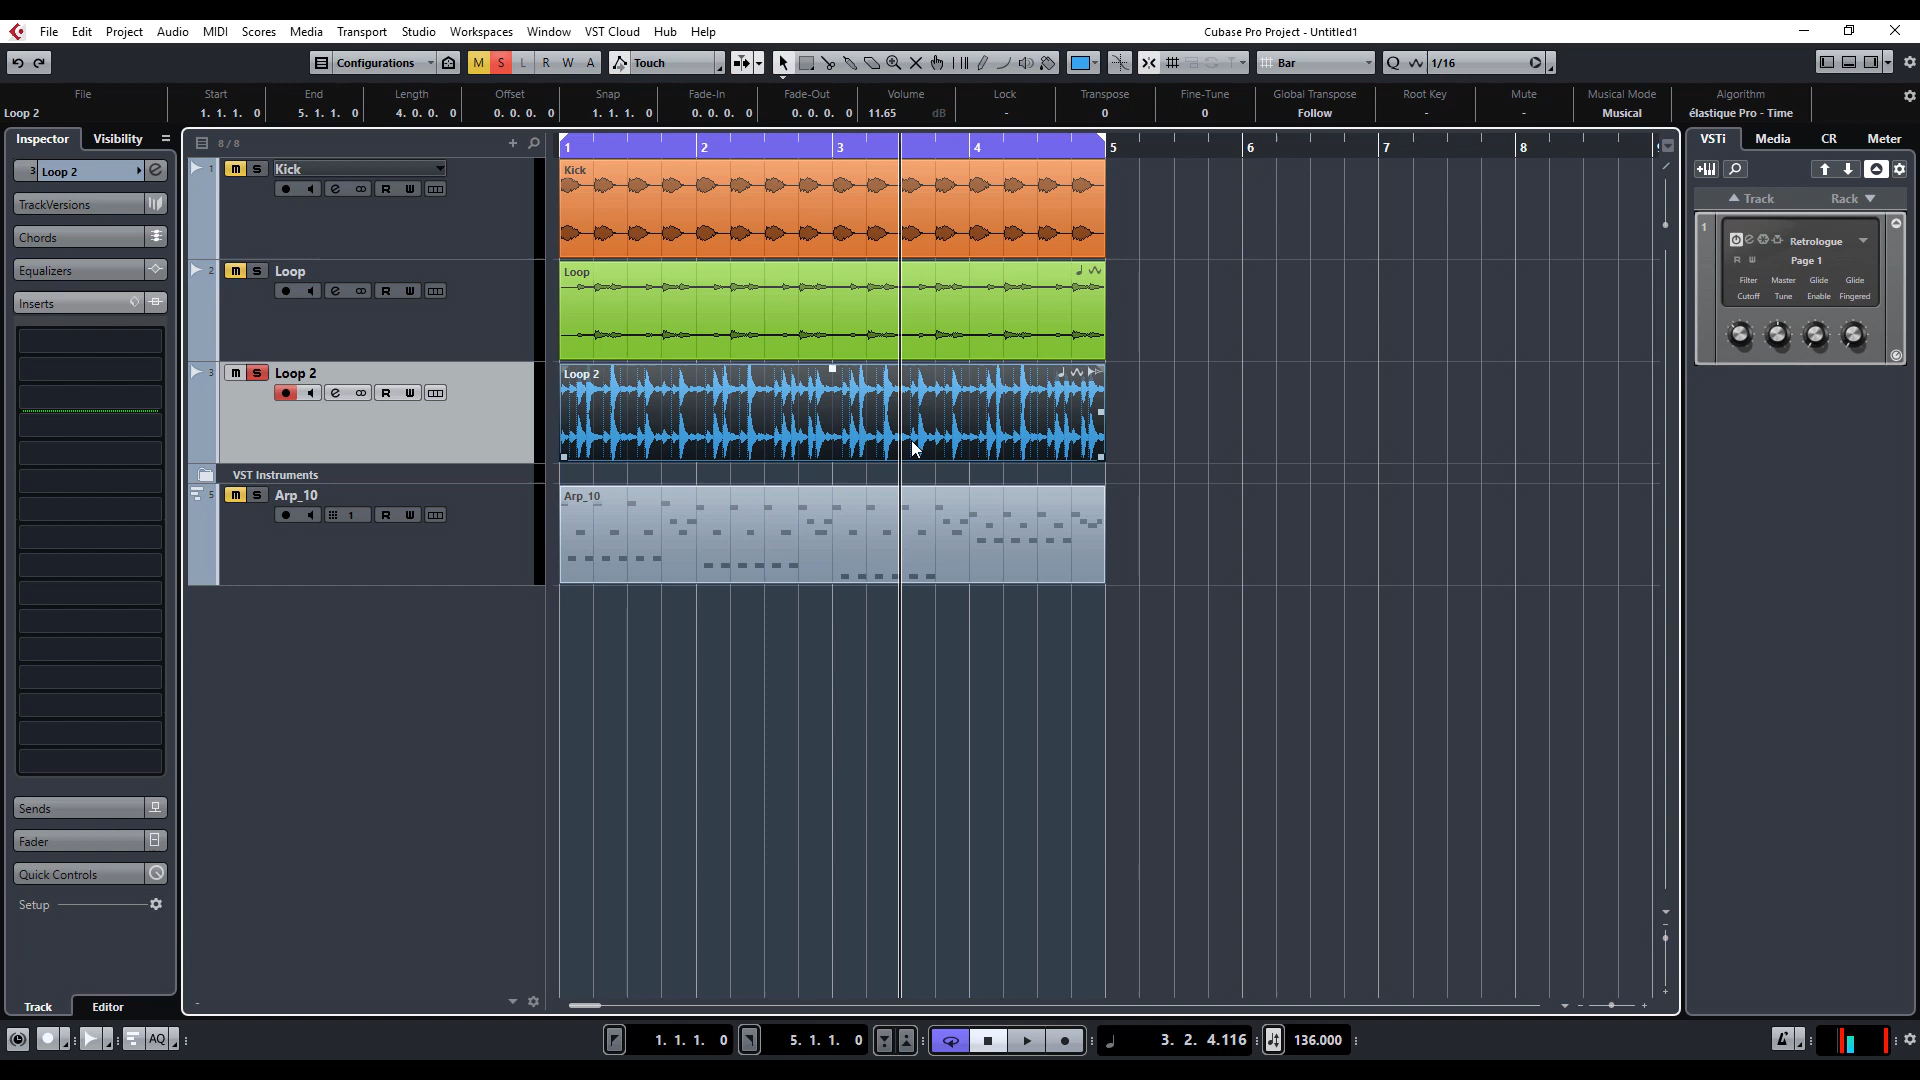 File Edit Project Audio MIDI Scores Media Transport Studio Workspaces Window VST Cloud Hub Help Cubase Pro Project - Untitled1
Configurations M S L R W A Touch Bar Q 1/16
File Start End Length Offset Snap Fade-In Fade-Out Volume Lock Transpose Fine-Tune Global Transpose Root Key Mute Musical Mode Algorithm
Loop 2 1. 1. 1. 0 5. 1. 1. 0 4. 0. 0. 0 0. 0. 0. 0 1. 1. 1. 0 0. 0. 0. 0 0. 0. 0. 0 11.65 dB - 0 0 Follow - - Musical élastique Pro - Time
Inspector Visibility
3 Loop 2
TrackVersions
Chords
Equalizers
Inserts
Sends
Fader
Quick Controls
Setup
Track Editor
8 / 8
1 m S Kick
R W
2 m S Loop
R W
3 m S Loop 2
R W
VST Instruments
5 m S Arp_10
1 R W
1 2 3 4 5 6 7 8
Kick
Loop
Loop 2
Arp_10
VSTi Media CR Meter
Track Rack
1 Retrologue
R W Page 1
Filter Master Glide Glide
Cutoff Tune Enable Fingered
AQ 1. 1. 1. 0 5. 1. 1. 0 3. 2. 4.116 136.000